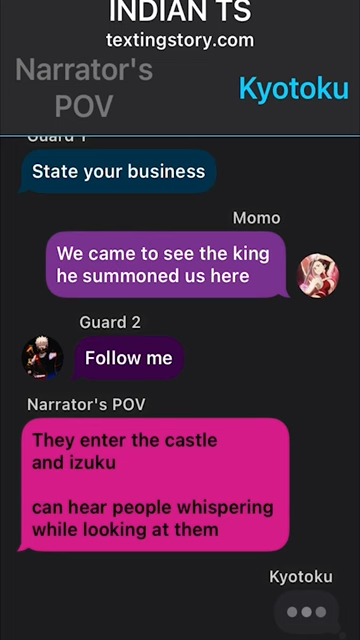 INDIAN TS
textingstory.com
Narrator's
POV
Kyotoku
Guard 1
State your business
Momo
We came to see the king
he summoned us here
Guard 2
Follow me
Narrator's POV
They enter the castle
and izuku
can hear people whispering
while looking at them
Kyotoku